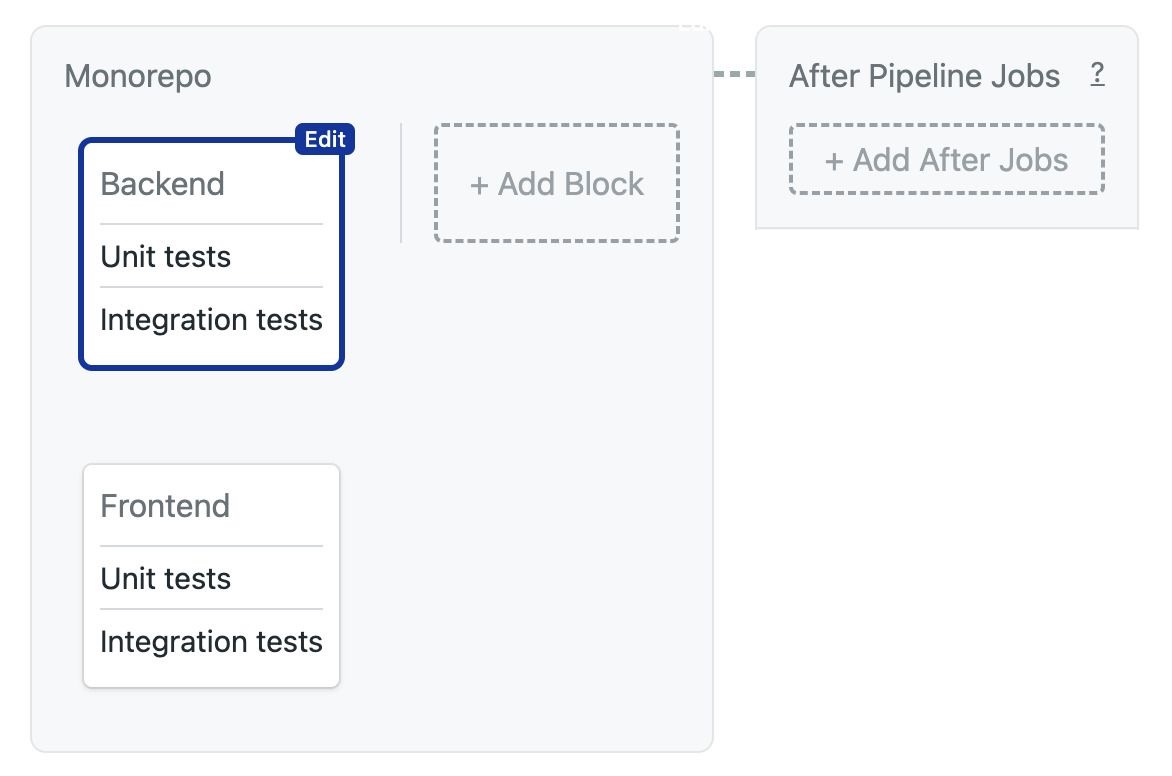 Monorepo
Edit
Backend
Unit tests
Integration tests
+ Add Block
Frontend
Unit tests
Integration tests
After Pipeline Jobs ?
+ Add After Jobs